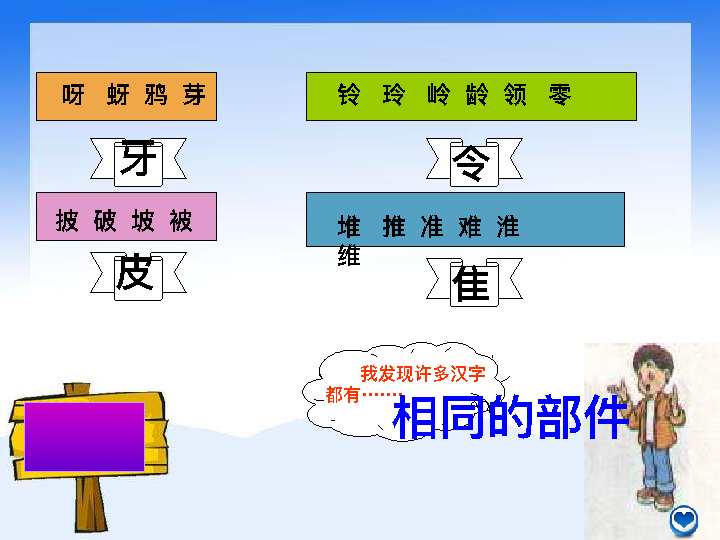 呀 蚜 鸦 芽
铃 玲 岭 龄 领 零
牙
令
披 破 坡 被
堆 推 准 难 淮
维
皮
隹
我发现许多汉字
都有……
相同的部件